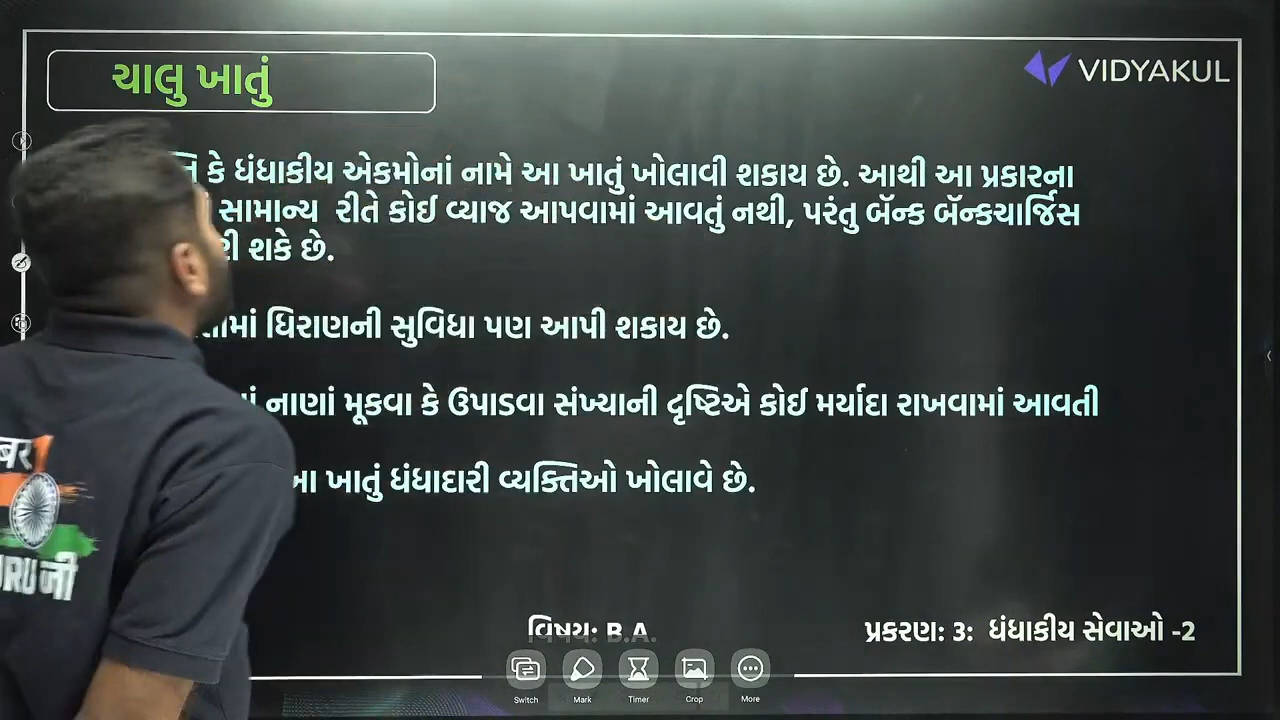 ચાલુ ખાતું
VIDYAKUL
કે ધંધાકીય એકમોનાં નામે આ ખાતું ખોલાવી શકાય છે. આથી આ પ્રકારના
સામાન્ય રીતે કોઈ વ્યાજ આપવામાં આવતું નથી, પરંતુ બૅન્ક બૅન્કચાર્જિસ
શકે છે.
ધિરાણની સુવિધા પણ આપી શકાય છે.
નાણાં મૂકવા કે ઉપાડવા સંખ્યાની દૃષ્ટિએ કોઈ મર્યાદા રાખવામાં આવતી
આ ખાતું ધંધાદારી વ્યક્તિઓ ખોલાવે છે.
વિષય: B.A.
પ્રકરણ: 3: ધંધાકીય સેવાઓ -2
Switch
Mark
Timer
Crop
More